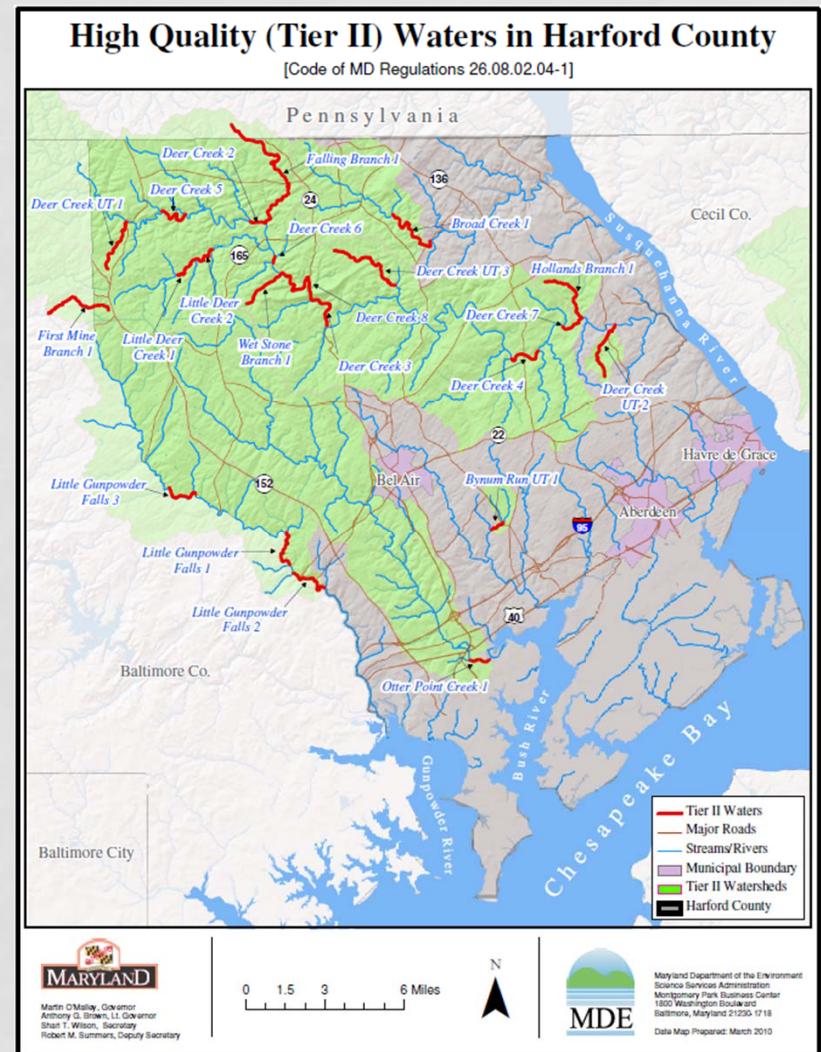 High Quality (Tier II) Waters in Harford County
[Code of MD Regulations 26.08.02.04-1]
Pennsylvania
Deer Creek 2
Falling Branch 1
136
Deer Creek 5
24
Deer Creek UT 1
Cecil Co.
Broad Creek 1
Deer Creek 6
Susquehanna River
165
Deer Creek UT 3
Hollands Branch 1
Little Deer
Creek 2
Deer Creek 8
Deer Creek 7
First Mine
Branch 1
Little Deer
Creek 1
Wet Stone
Branch 1
Deer Creek 3
Deer Creek 4
Deer Creek
UT 2
22
Havre de Grace
Little Gunpowder
Falls 3
152
Bel Air
Bynum Run UT 1
Aberdeen
95
Little Gunpowder
Falls 1
Little Gunpowder
Falls 2
40
Baltimore Co.
Otter Point Creek 1
Bush River
Gunpowder River
Chesapeake Bay
Baltimore City
Tier II Waters
Major Roads
Streams/Rivers
Municipal Boundary
Tier II Watersheds
Harford County
MARYLAND
Martin O'Malley, Governor
Anthony G. Brown, Lt. Governor
Shari T. Wilson, Secretary
Robert M. Summers, Deputy Secretary
0 1.5 3 6 Miles
N
MDE
Maryland Department of the Environment
Science Services Administration
Montgomery Park Business Center
1800 Washington Boulevard
Baltimore, Maryland 21230-1718
Date Map Prepared: March 2010